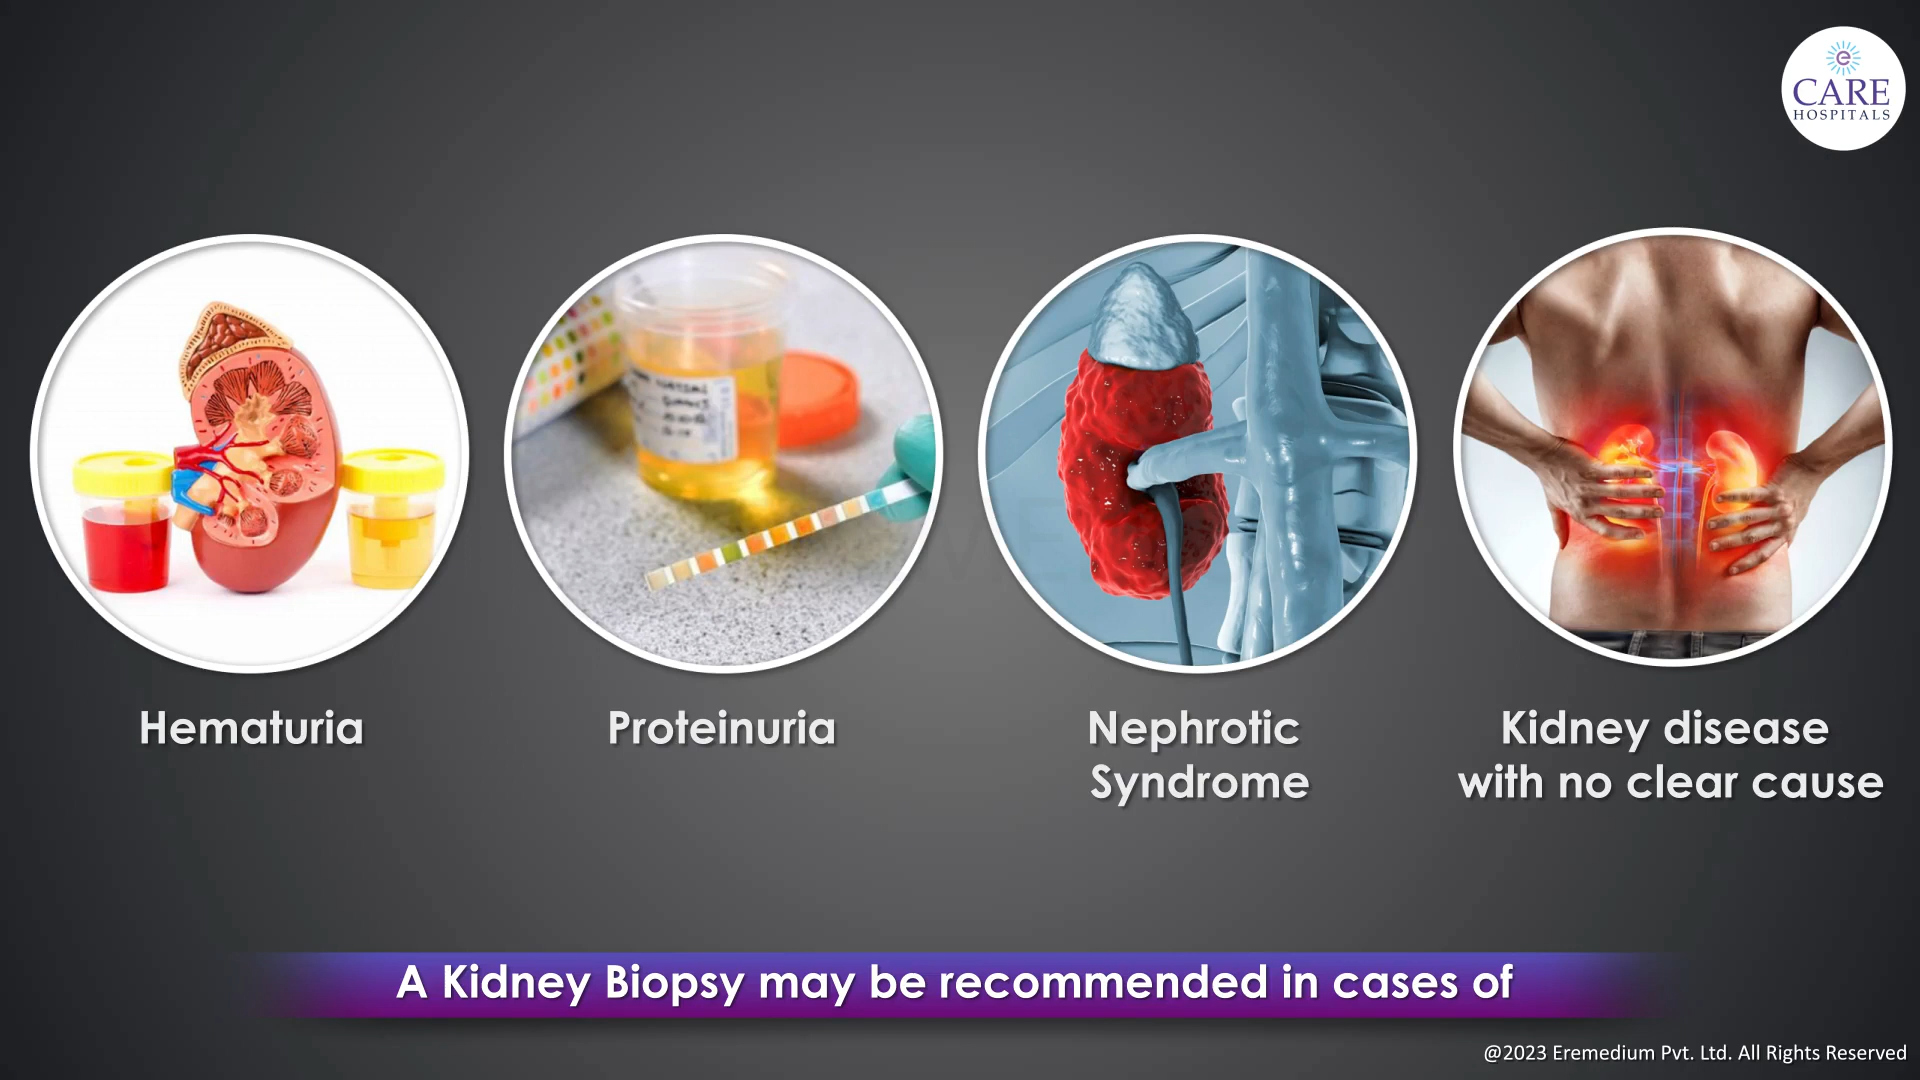 e
CARE
HOSPITALS
Hematuria
Proteinuria
Nephrotic
Syndrome
Kidney disease
with no clear cause
A Kidney Biopsy may be recommended in cases of
@2023 Eremedium Pvt. Ltd. All Rights Reserved